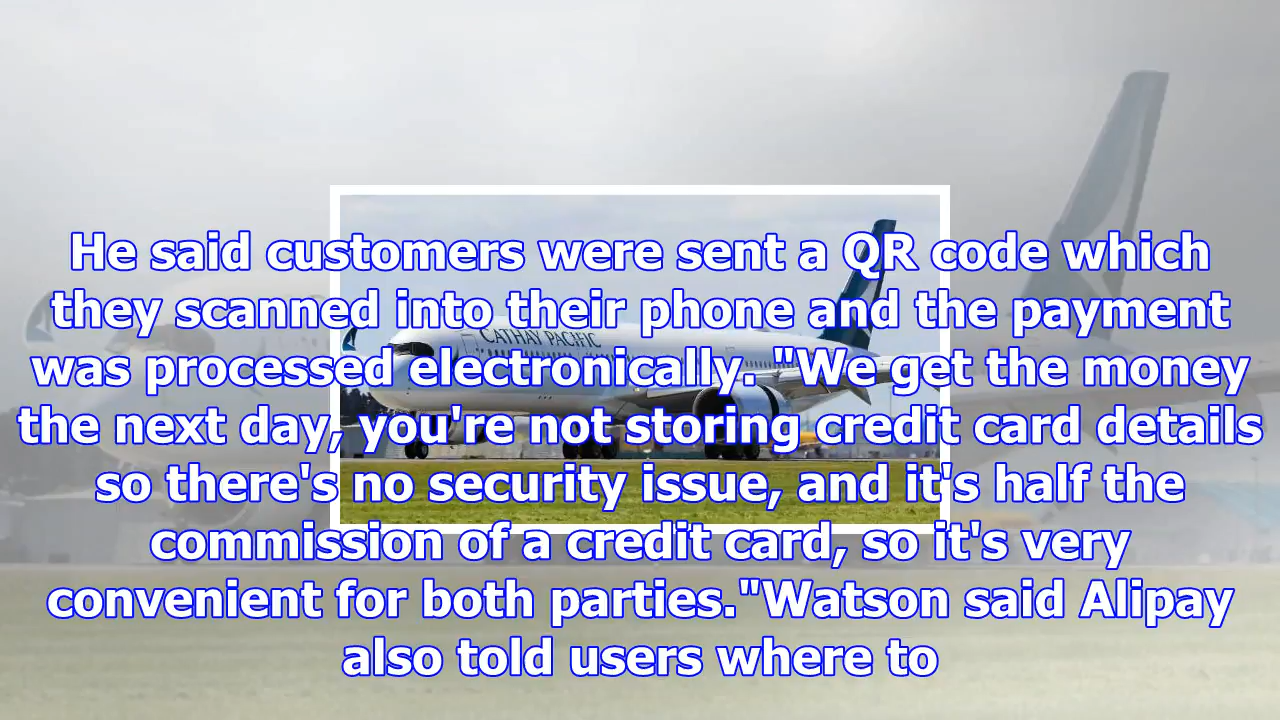 He said customers were sent a QR code which
they scanned into their phone and the payment
was processed electronically. "We get the money
the next day, you're not storing credit card details
so there's no security issue, and it's half the
commission of a credit card, so it's very
convenient for both parties."Watson said Alipay
also told users where to
CATHAY PACIFIC